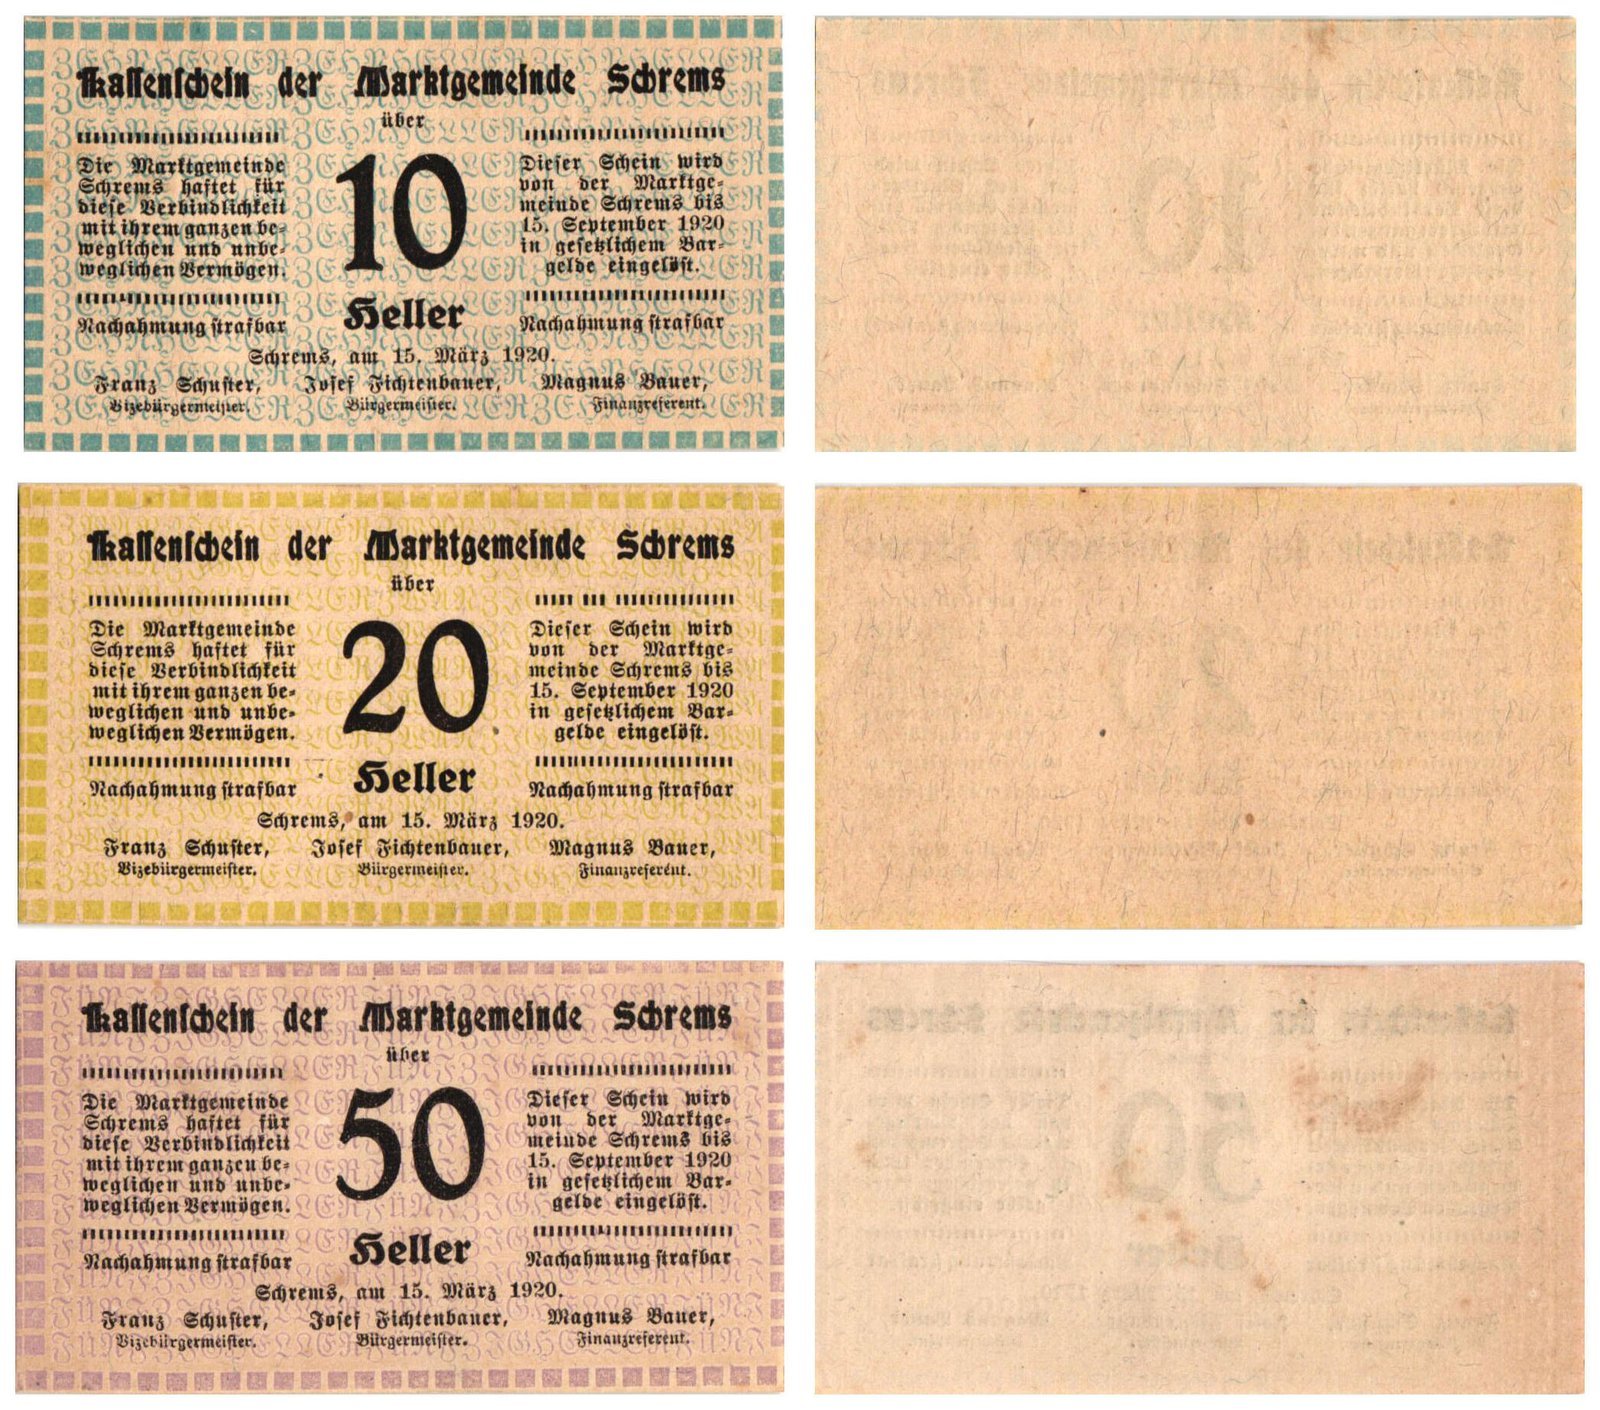 Kassenschein der Marktgemeinde Schrems
über
10
Heller
Die Marktgemeinde
Schrems haftet für
diese Verbindlichkeit
mit ihrem ganzen be-
weglichen und unbe-
weglichen Vermögen.
Nachahmung strafbar
Dieser Schein wird
von der Marktge-
meinde Schrems bis
15. September 1920
in gesetzlichem Bar-
gelde eingelöst.
Nachahmung strafbar
Schrems, am 15. März 1920.
Franz Schuster, Josef Fichtenbauer, Magnus Bauer,
Vizebürgermeister. Bürgermeister. Finanzreferent.
Kassenschein der Marktgemeinde Schrems
über
20
Heller
Die Marktgemeinde
Schrems haftet für
diese Verbindlichkeit
mit ihrem ganzen be-
weglichen und unbe-
weglichen Vermögen.
Nachahmung strafbar
Dieser Schein wird
von der Marktge-
meinde Schrems bis
15. September 1920
in gesetzlichem Bar-
gelde eingelöst.
Nachahmung strafbar
Schrems, am 15. März 1920.
Franz Schuster, Josef Fichtenbauer, Magnus Bauer,
Vizebürgermeister. Bürgermeister. Finanzreferent.
Kassenschein der Marktgemeinde Schrems
über
50
Heller
Die Marktgemeinde
Schrems haftet für
diese Verbindlichkeit
mit ihrem ganzen be-
weglichen und unbe-
weglichen Vermögen.
Nachahmung strafbar
Dieser Schein wird
von der Marktge-
meinde Schrems bis
15. September 1920
in gesetzlichem Bar-
gelde eingelöst.
Nachahmung strafbar
Schrems, am 15. März 1920.
Franz Schuster, Josef Fichtenbauer, Magnus Bauer,
Vizebürgermeister. Bürgermeister. Finanzreferent.